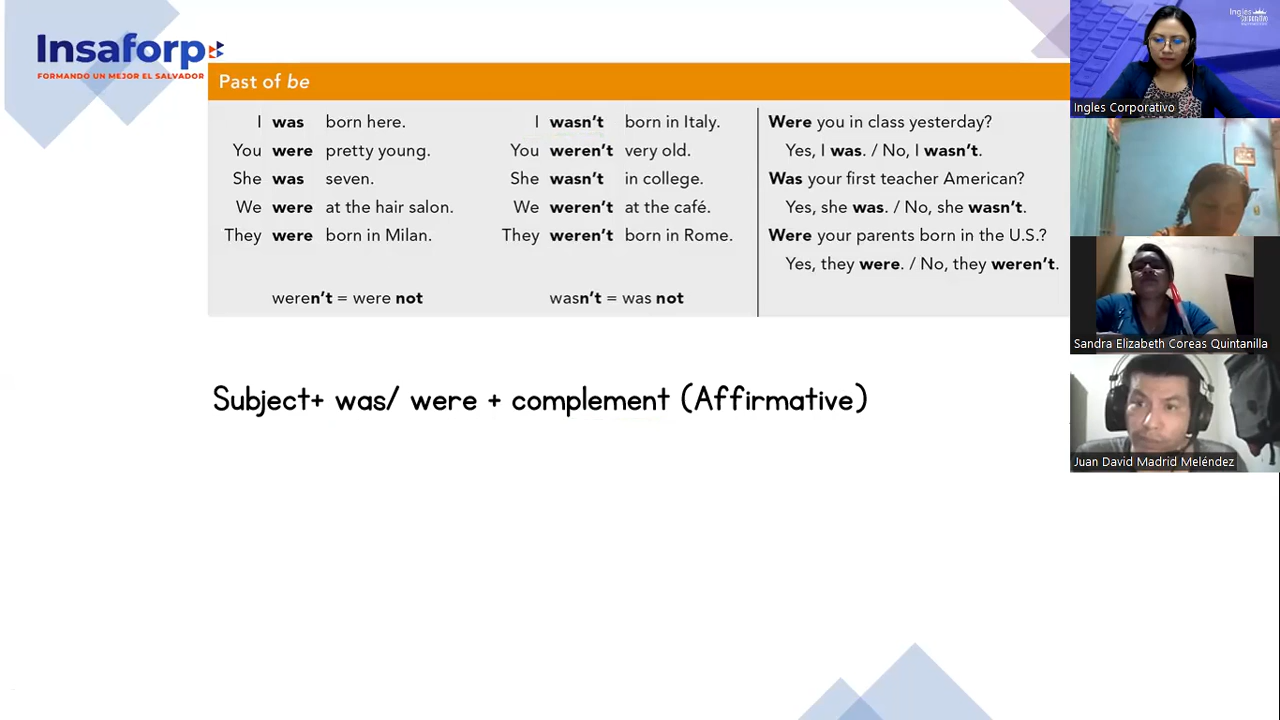 Insaforp
FORMANDO UN MEJOR EL SALVADOR
Past of be
I was born here.
You were pretty young.
She was seven.
We were at the hair salon.
They were born in Milan.
weren't = were not
I wasn't born in Italy.
You weren't very old.
She wasn't in college.
We weren't at the café.
They weren't born in Rome.
wasn't = was not
Were you in class yesterday?
Yes, I was. / No, I wasn't.
Was your first teacher American?
Yes, she was. / No, she wasn't.
Were your parents born in the U.S.?
Yes, they were. / No, they weren't.
Subject+ was/ were + complement (Affirmative)
Ingles
Ingles Corporativo
Sandra Elizabeth Coreas Quintanilla
Juan David Madrid Meléndez